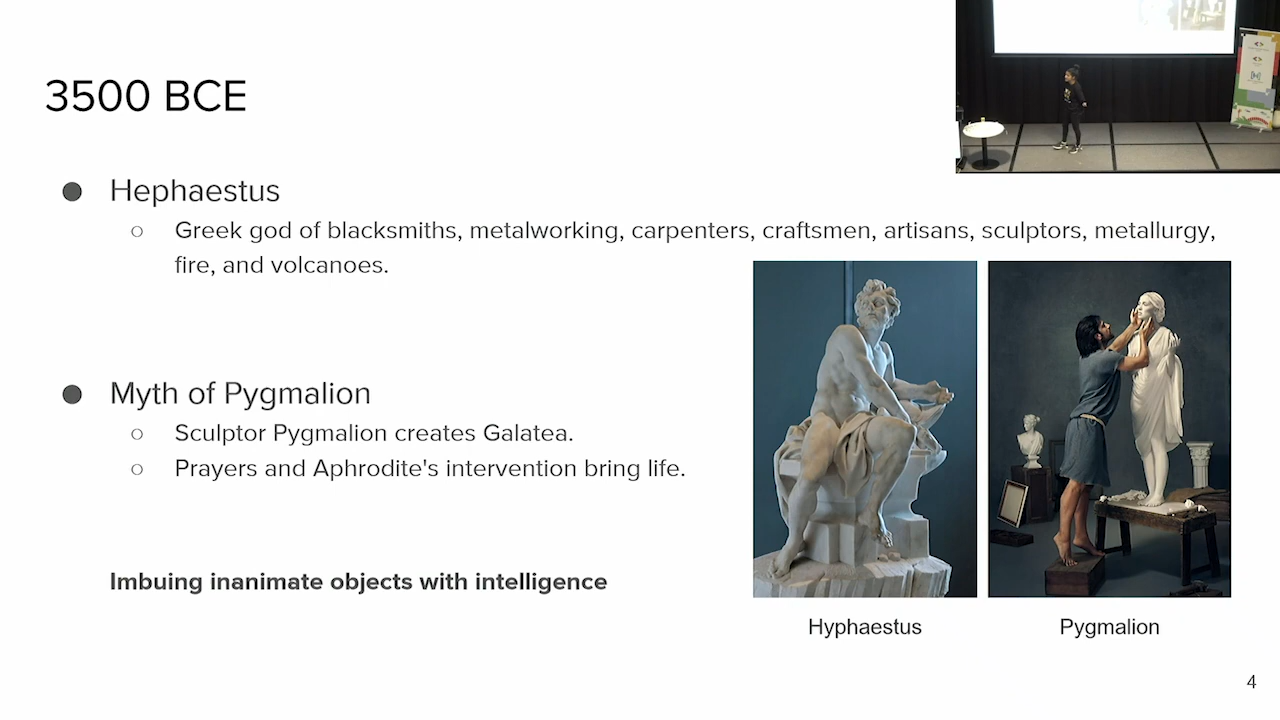 3500 BCE
● Hephaestus
○ Greek god of blacksmiths, metalworking, carpenters, craftsmen, artisans, sculptors, metallurgy,
fire, and volcanoes.
● Myth of Pygmalion
○ Sculptor Pygmalion creates Galatea.
○ Prayers and Aphrodite's intervention bring life.
Imbuing inanimate objects with intelligence
Hyphaestus
Pygmalion
4